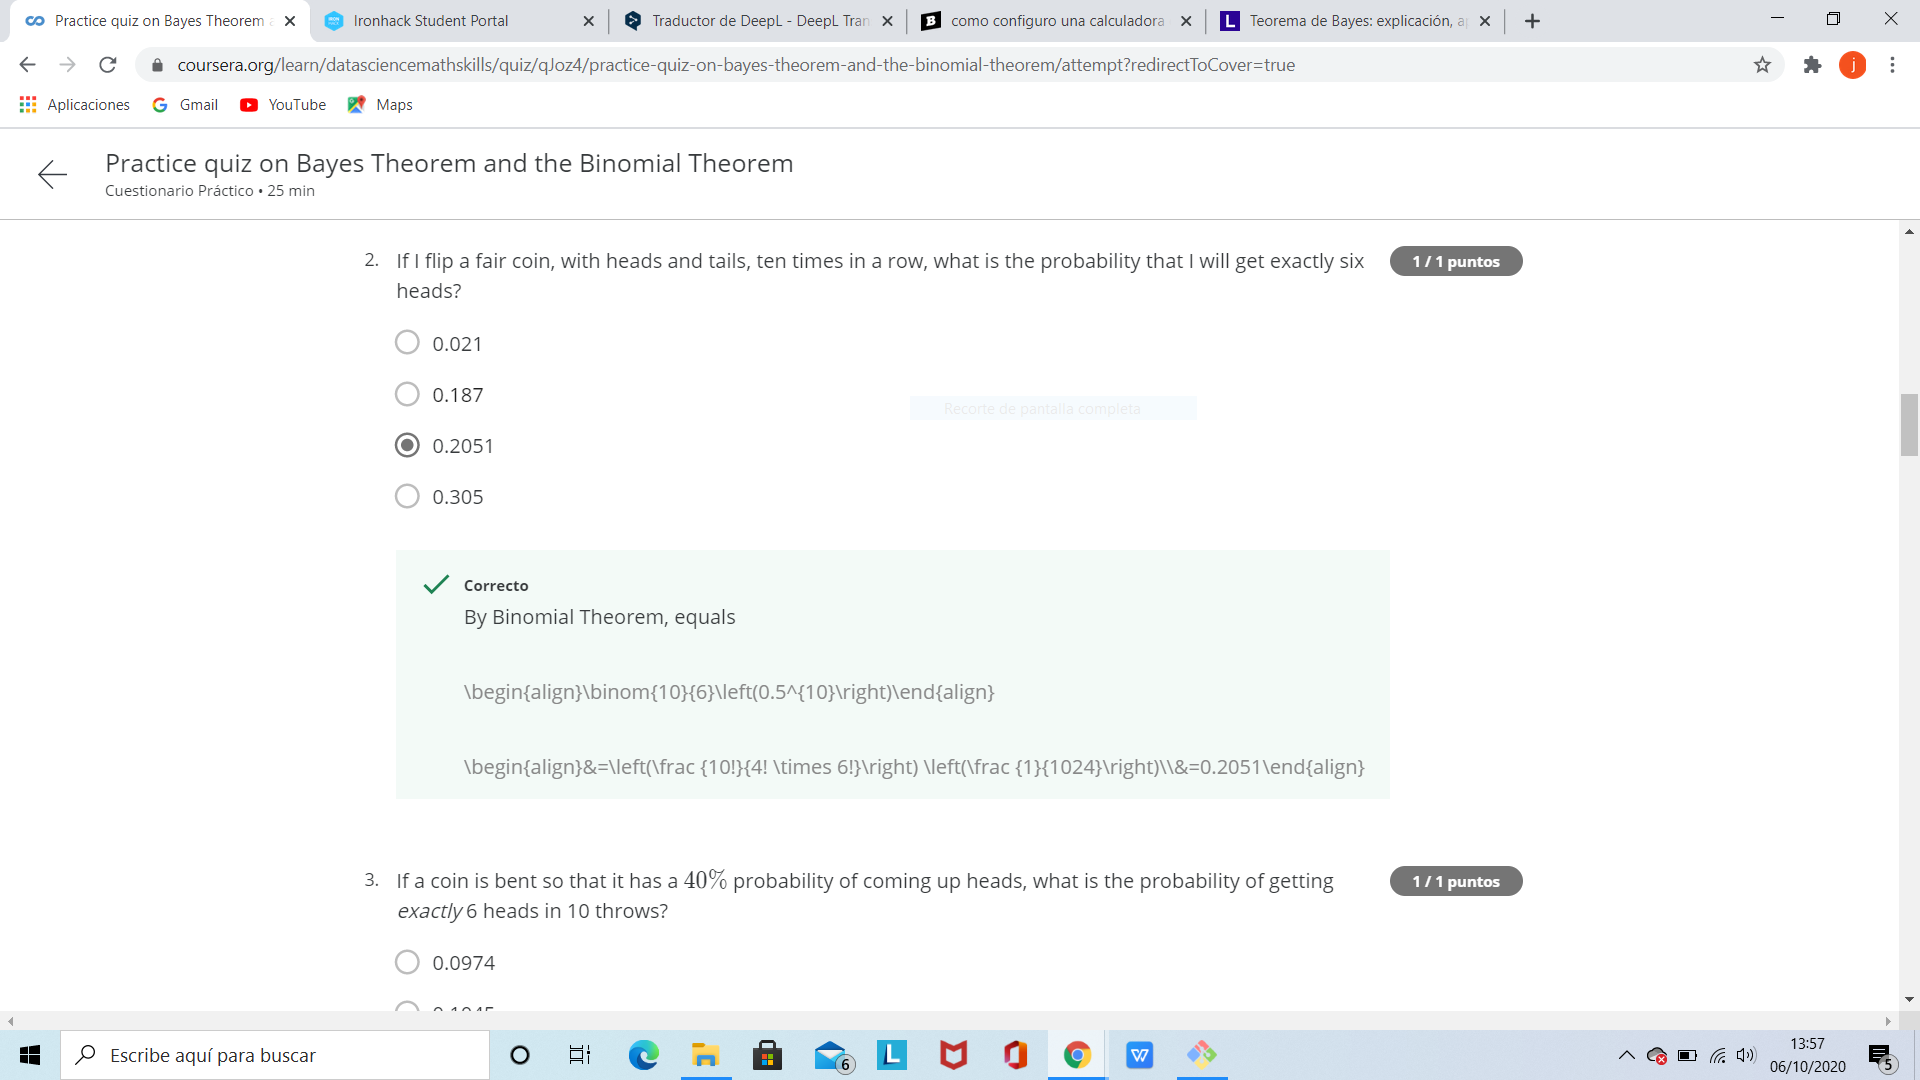 Practice quiz on Bayes Theorem a
Ironhack Student Portal
Traductor de DeepL - DeepL Tran
como configuro una calculadora
Teorema de Bayes: explicación, a
coursera.org/learn/datasciencemathskills/quiz/qJoz4/practice-quiz-on-bayes-theorem-and-the-binomial-theorem/attempt?redirectToCover=true
j
Aplicaciones
Gmail
YouTube
Maps
Practice quiz on Bayes Theorem and the Binomial Theorem
Cuestionario Práctico • 25 min
2. If I flip a fair coin, with heads and tails, ten times in a row, what is the probability that I will get exactly six
heads?
1 / 1 puntos
0.021
0.187
Recorte de pantalla completa
0.2051
0.305
Correcto
By Binomial Theorem, equals
\begin{align}\binom{10}{6}\left(0.5^{10}\right)\end{align}
\begin{align}&=\left(\frac {10!}{4! \times 6!}\right) \left(\frac {1}{1024}\right)\\&=0.2051\end{align}
3. If a coin is bent so that it has a 40% probability of coming up heads, what is the probability of getting
exactly 6 heads in 10 throws?
1 / 1 puntos
0.0974
Escribe aquí para buscar
6
13:57
06/10/2020
5